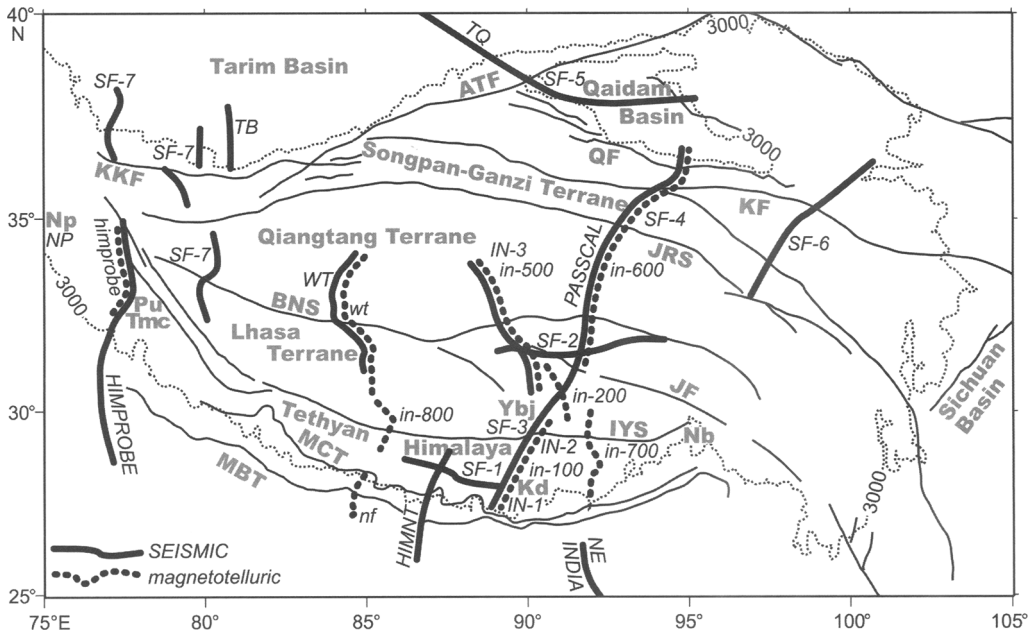 40°
N
TQ
3000
Tarim Basin
SF-7
ATF
SF-5
Qaidam
Basin
TB
SF-7
3000
QF
KKF
Songpan-Ganzi Terrane
KF
35°
Np
NP
himprobe
SF-7
Qiangtang Terrane
IN-3
in-500
PASSCAL
SF-4
in-600
JRS
SF-6
3000
Pu
Tmc
WT
wt
BNS
Lhasa
Terrane
SF-2
in-200
JF
Sichuan
Basin
30°
HIMPROBE
Tethyan
Himalaya
in-800
Ybj
SF-3
IYS
Nb
MCT
MBT
IN-2
in-700
SF-1
in-100
Kd
IN-1
nf
HIMNT
3000
NE
INDIA
SEISMIC
magnetotelluric
25°
75°E
80°
85°
90°
95°
100°
105°